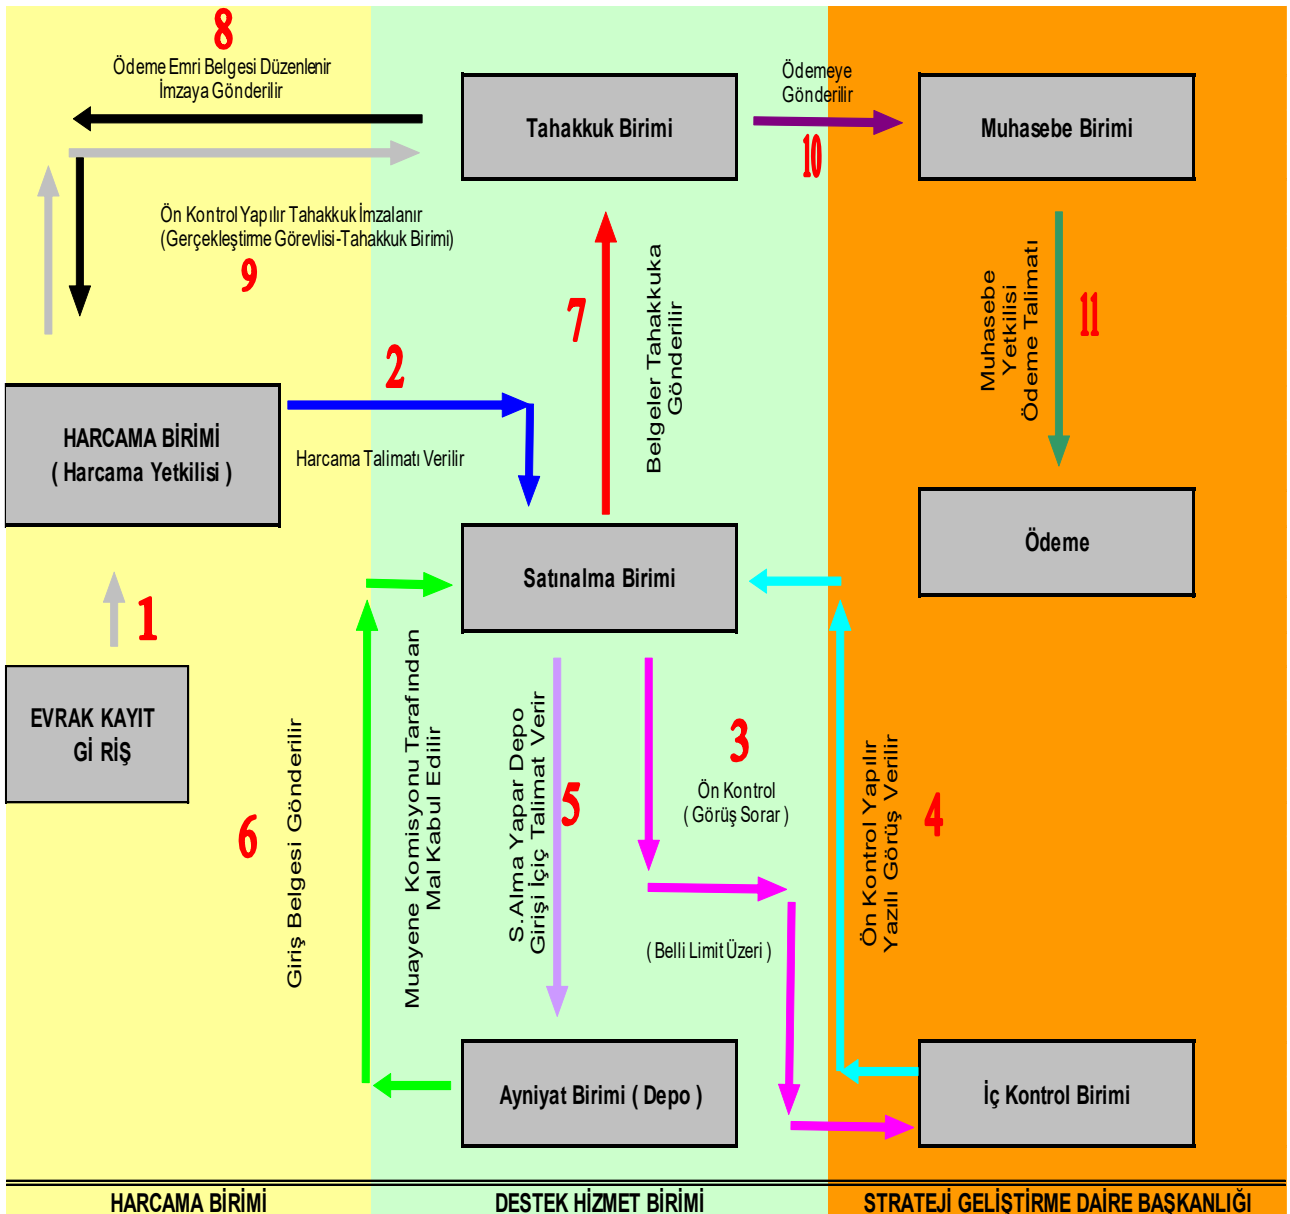 8
Ödeme Emri Belgesi Düzenlenir
İmzaya Gönderilir
Tahakkuk Birimi
Ödemeye
Gönderilir
10
Muhasebe Birimi
Ön Kontrol Yapılır Tahakkuk İmzalanır
(Gerçekleştirme Görevlisi-Tahakkuk Birimi)
9
7
Belgeler Tahakkuka
Gönderilir
Muhasebe
Yetkilisi
Ödeme Talimatı
11
2
HARCAMA BİRİMİ
( Harcama Yetkilisi )
Harcama Talimatı Verilir
Satınalma Birimi
Ödeme
1
EVRAK KAYIT
Gİ RİŞ
6
Giriş Belgesi Gönderilir
Muayene Komisyonu Tarafından
Mal Kabul Edilir
S.Alma Yapar Depo
Girişi İçiç Talimat Verir
5
3
Ön Kontrol
( Görüş Sorar )
( Belli Limit Üzeri )
Ön Kontrol Yapılır
Yazılı Görüş Verilir
4
Ayniyat Birimi ( Depo )
İç Kontrol Birimi
HARCAMA BİRİMİ
DESTEK HİZMET BİRİMİ
STRATEJİ GELİŞTİRME DAİRE BAŞKANLIĞI